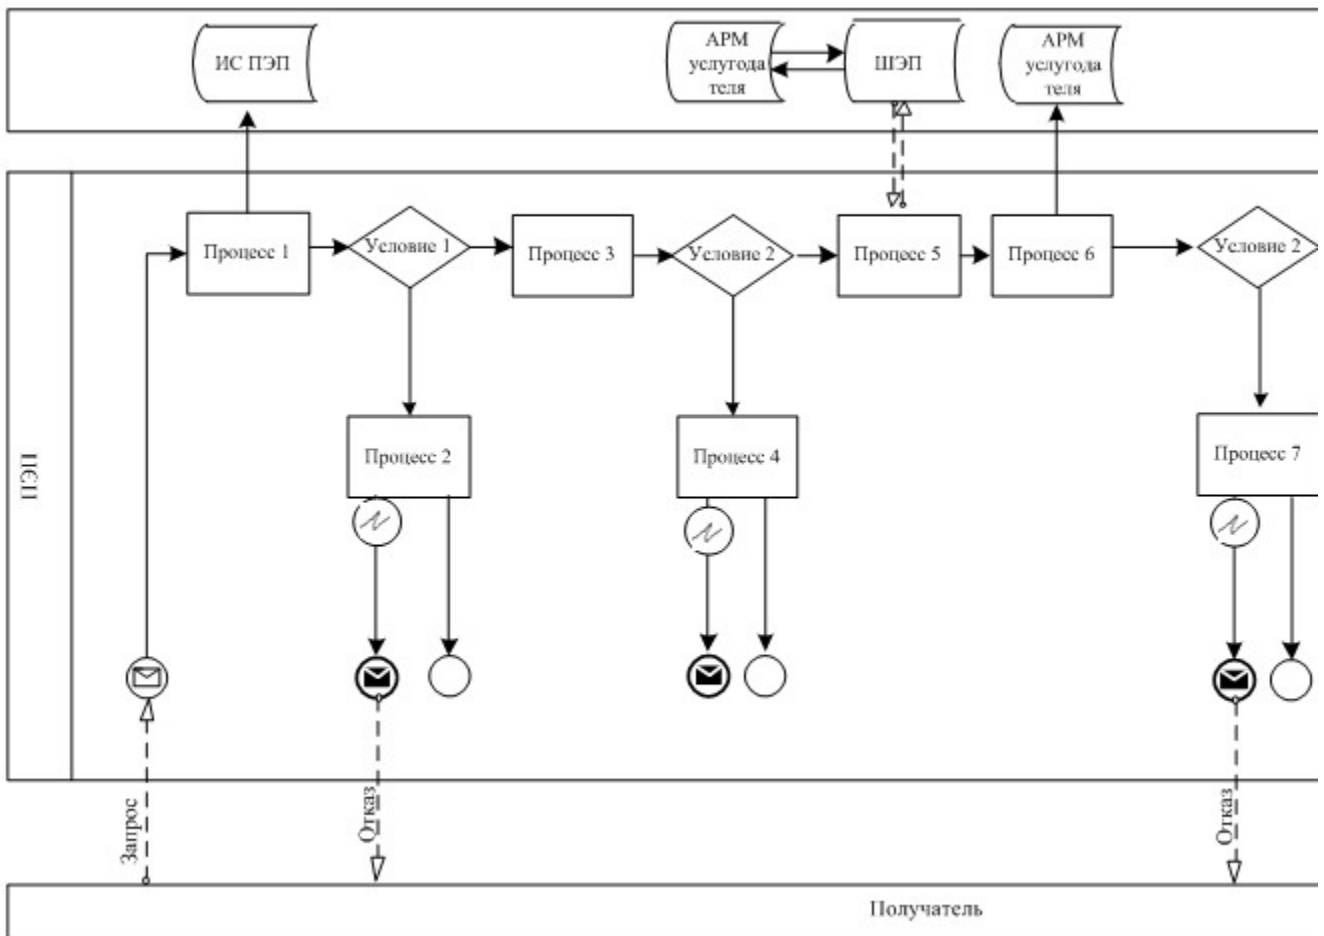 ИС ПЭП
АРМ
услугода
теля
ШЭП
АРМ
услугода
теля
ПЭП
Процесс 1
Условие 1
Процесс 3
Условие 2
Процесс 5
Процесс 6
Условие 2
Процесс 2
Процесс 4
Процесс 7
Запрос
Отказ
Отказ
Получатель